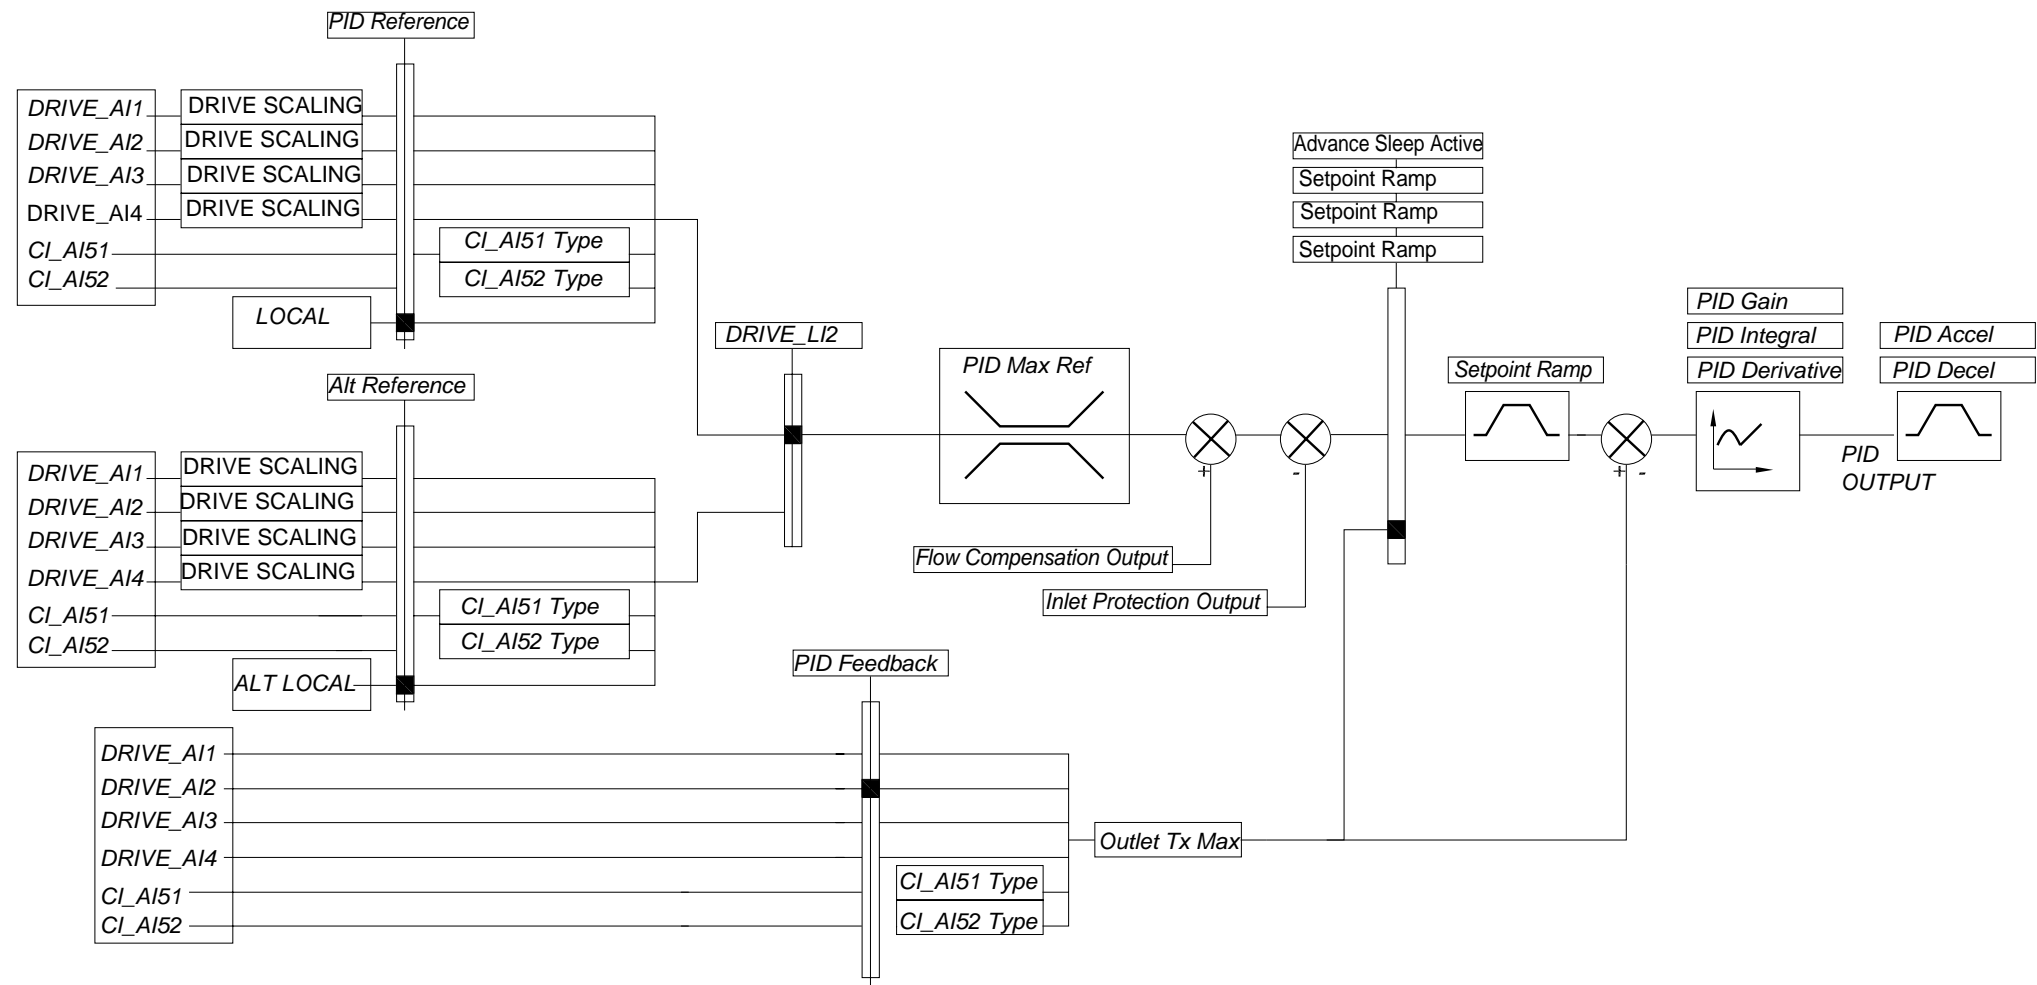 PID Reference
DRIVE_AI1
DRIVE SCALING
DRIVE_AI2
DRIVE SCALING
DRIVE_AI3
DRIVE SCALING
DRIVE_AI4
DRIVE SCALING
CI_AI51
CI_AI51 Type
CI_AI52
CI_AI52 Type
LOCAL
Alt Reference
DRIVE_AI1
DRIVE SCALING
DRIVE_AI2
DRIVE SCALING
DRIVE_AI3
DRIVE SCALING
DRIVE_AI4
DRIVE SCALING
CI_AI51
CI_AI51 Type
CI_AI52
CI_AI52 Type
ALT LOCAL
DRIVE_LI2
PID Max Ref
+
-
Flow Compensation Output
Inlet Protection Output
Advance Sleep Active
Setpoint Ramp
Setpoint Ramp
Setpoint Ramp
Setpoint Ramp
+ -
PID Gain
PID Integral
PID Derivative
PID
OUTPUT
PID Accel
PID Decel
PID Feedback
DRIVE_AI1
DRIVE_AI2
DRIVE_AI3
DRIVE_AI4
CI_AI51
CI_AI51 Type
CI_AI52
CI_AI52 Type
Outlet Tx Max